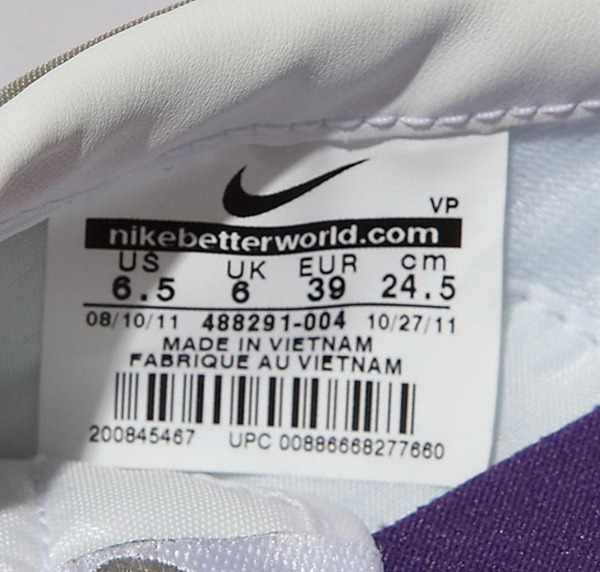 VP
nikebetterworld.com
US UK EUR cm
6.5 6 39 24.5
08/10/11 488291-004 10/27/11
MADE IN VIETNAM
FABRIQUE AU VIETNAM
200845467 UPC 00886668277660